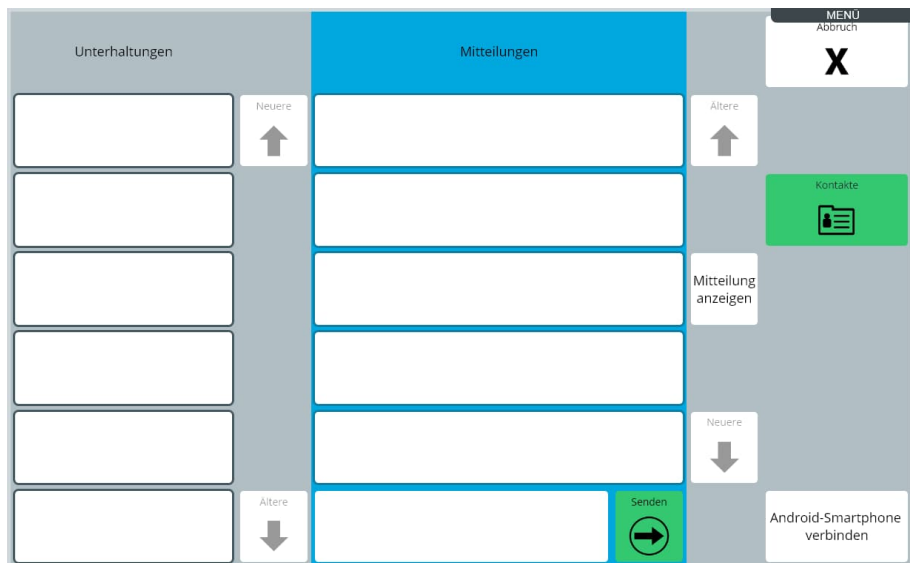 MENÜ
Unterhaltungen
Mitteilungen
Abbruch
X
Neuere
Ältere
Kontakte
Mitteilung
anzeigen
Neuere
Ältere
Senden
Android-Smartphone
verbinden